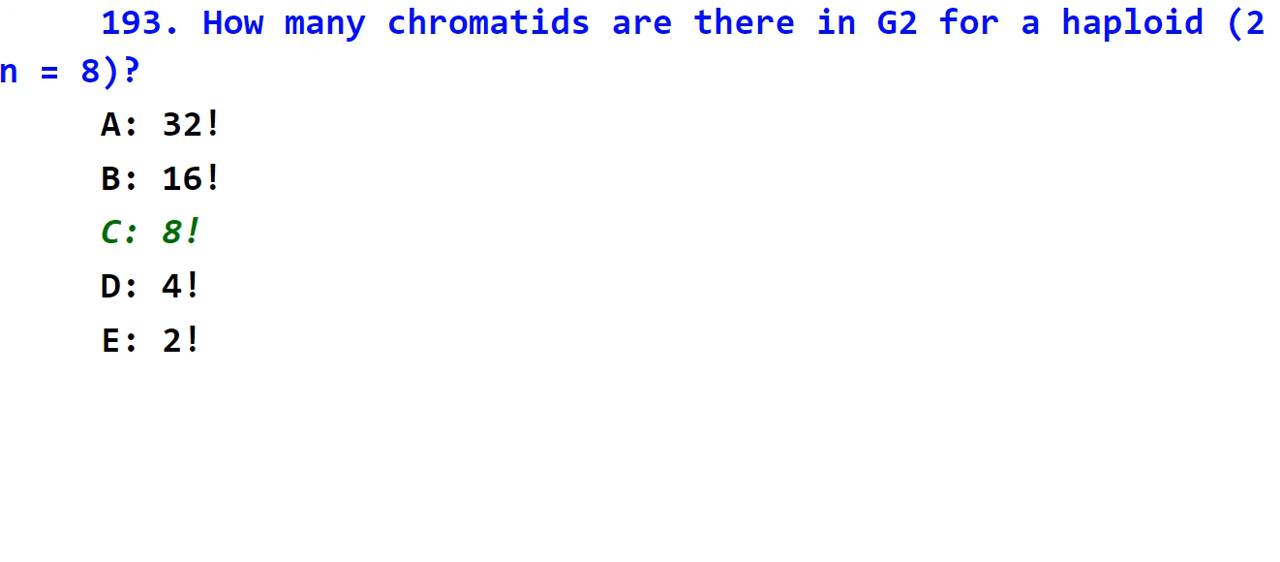 193. How many chromatids are there in G2 for a haploid (2
n = 8)?
A: 32!
B: 16!
C: 8!
D: 4!
E: 2!